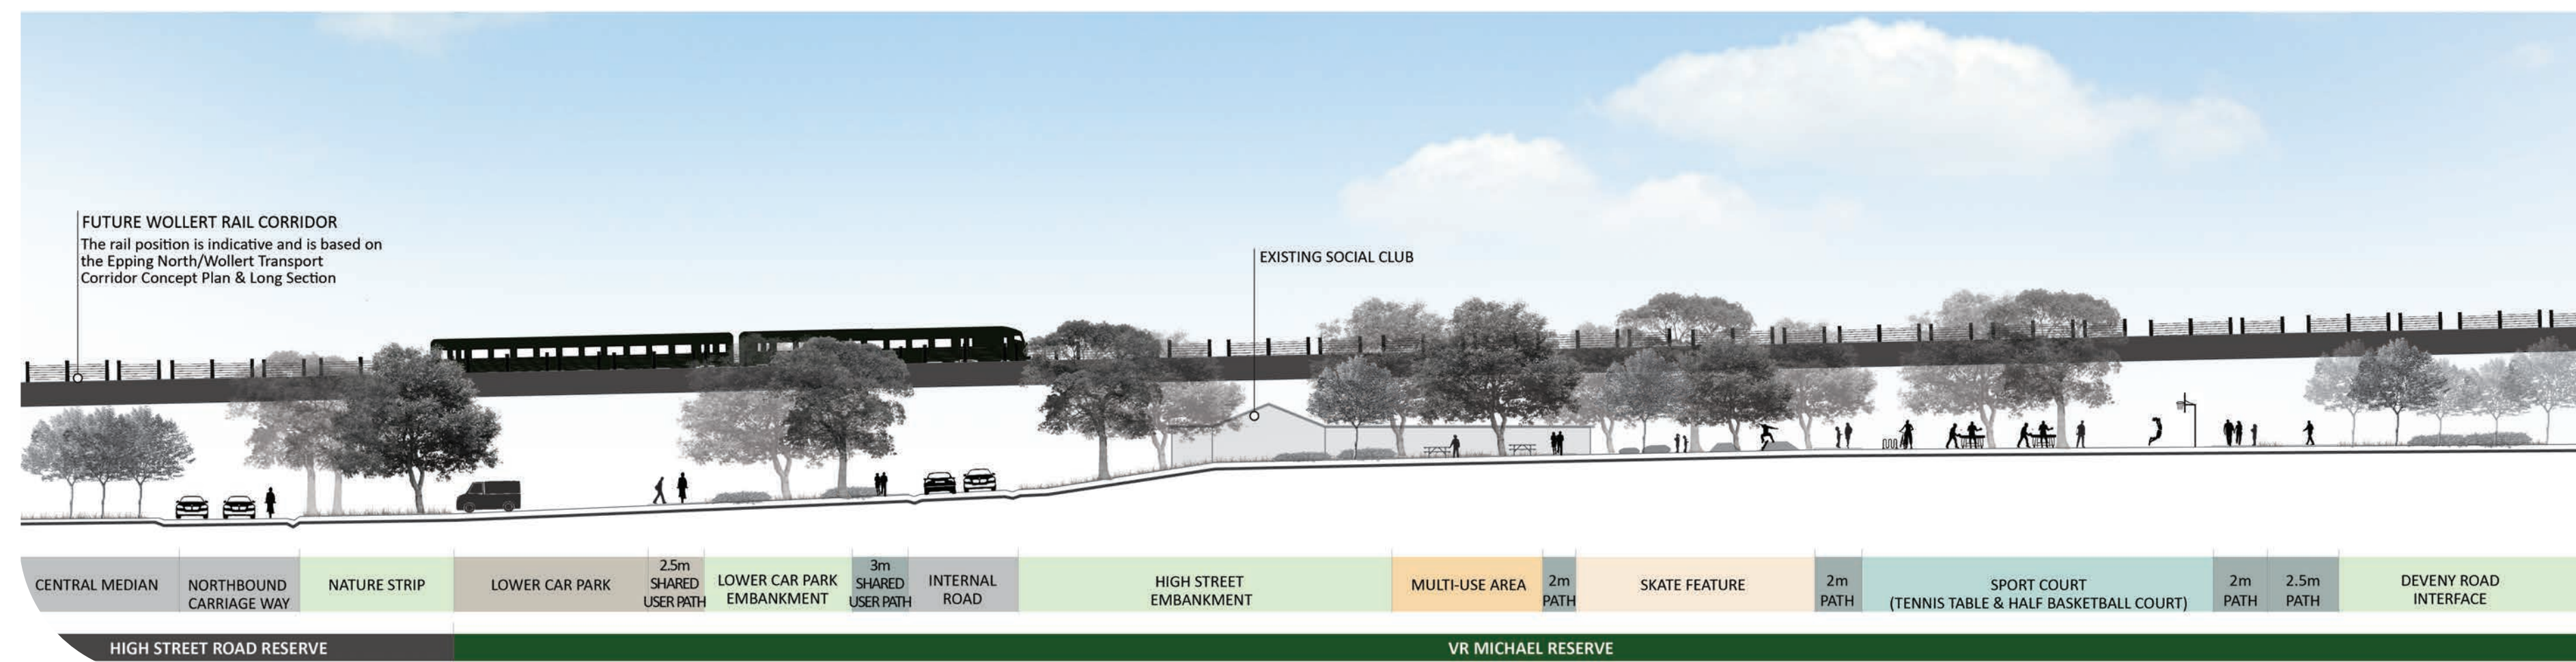 FUTURE WOLLERT RAIL CORRIDOR
The rail position is indicative and is based on
the Epping North/Wollert Transport
Corridor Concept Plan & Long Section
EXISTING SOCIAL CLUB
CENTRAL MEDIAN
NORTHBOUND
CARRIAGE WAY
NATURE STRIP
LOWER CAR PARK
2.5m
SHARED
USER PATH
LOWER CAR PARK
EMBANKMENT
3m
SHARED
USER PATH
INTERNAL
ROAD
HIGH STREET
EMBANKMENT
MULTI-USE AREA
2m
PATH
SKATE FEATURE
2m
PATH
SPORT COURT
(TENNIS TABLE & HALF BASKETBALL COURT)
2m
PATH
2.5m
PATH
DEVENY ROAD
INTERFACE
HIGH STREET ROAD RESERVE
VR MICHAEL RESERVE